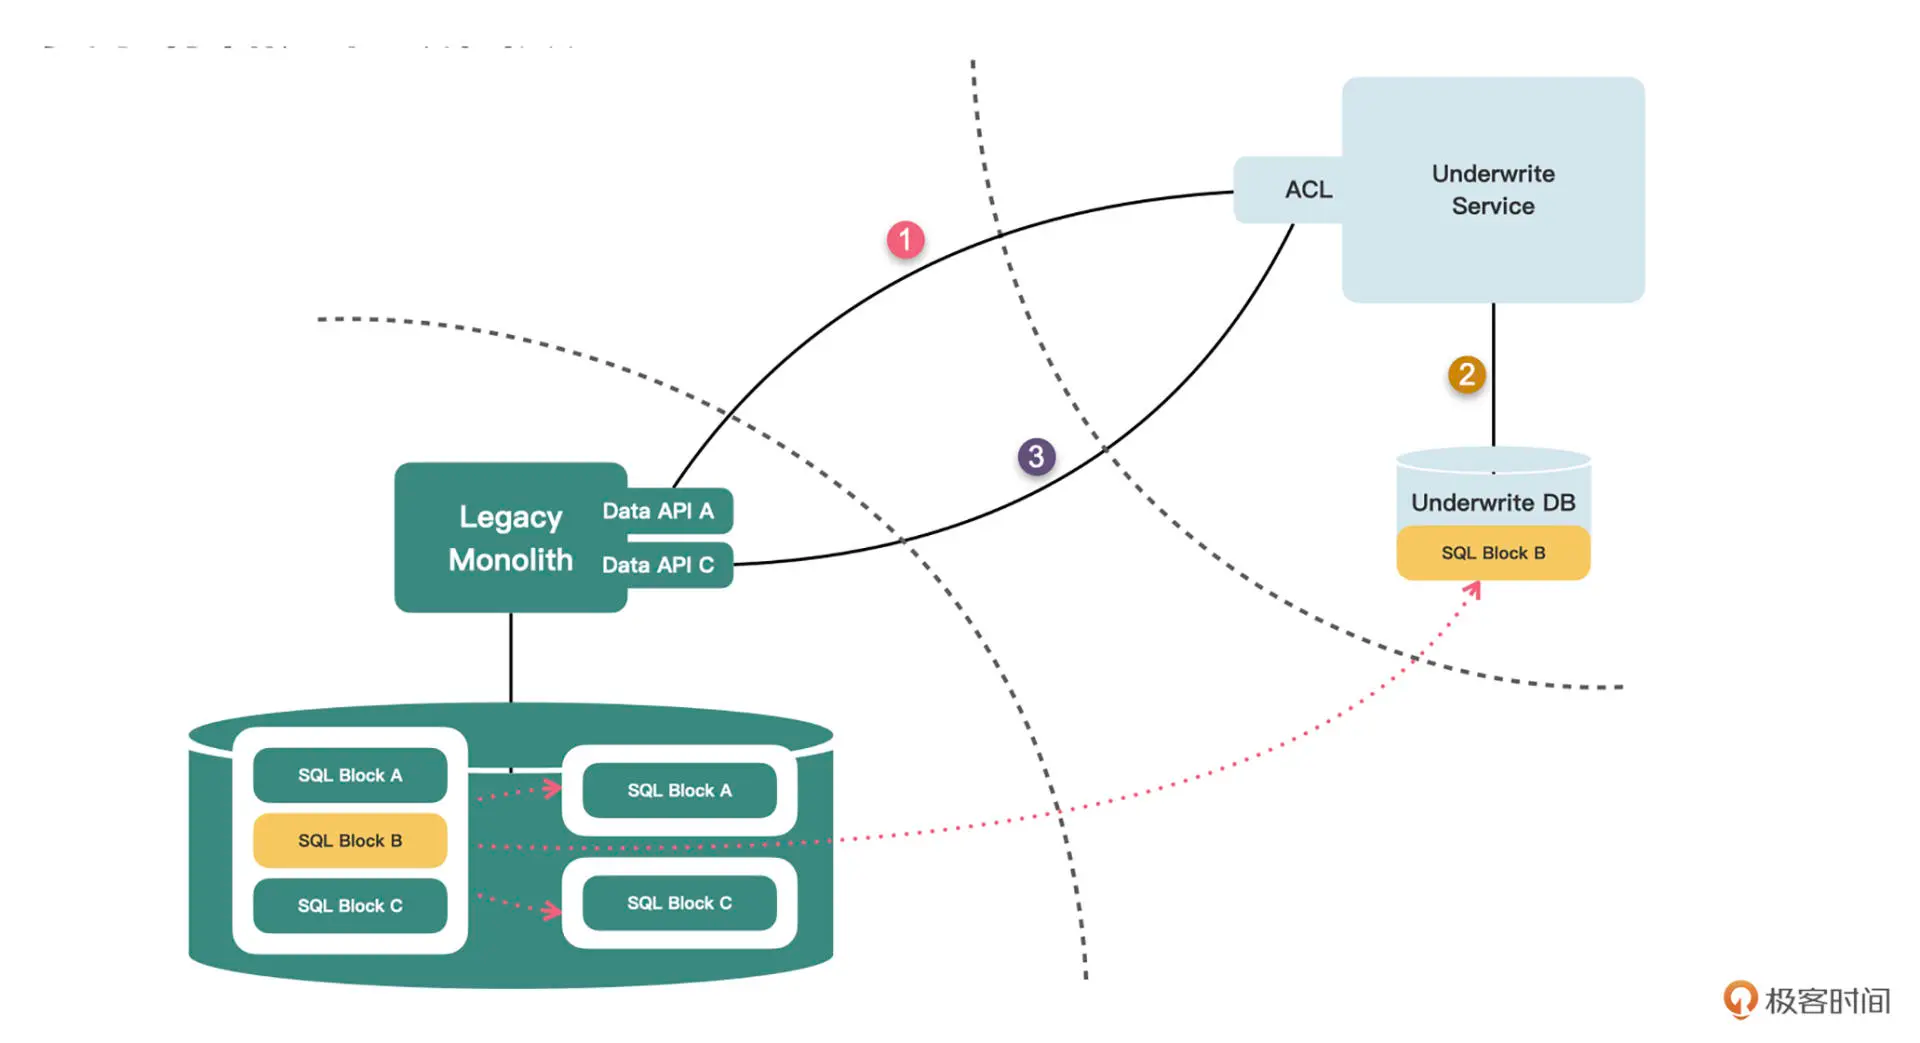 Underwrite
Service
ACL
1
2
3
Legacy
Monolith
Data API A
Data API C
Underwrite DB
SQL Block B
SQL Block A
SQL Block B
SQL Block C
SQL Block A
SQL Block C
极客时间